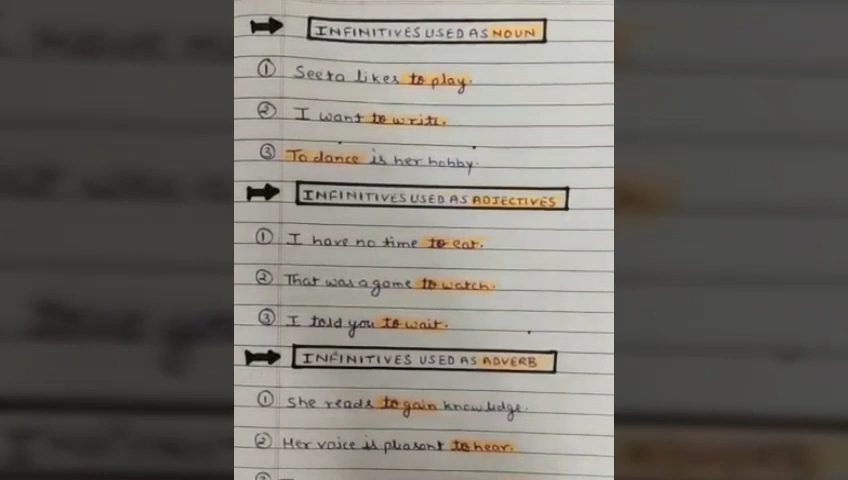 INFINITIVES USED AS NOUN
① Seeta likes to play.
② I want to write.
③ To dance is her hobby.
INFINITIVES USED AS ADJECTIVES
① I have no time to eat.
② That was a game to watch.
③ I told you to wait.
INFINITIVES USED AS ADVERB
① She reads to gain knowledge.
② Her voice is pleasant to hear.